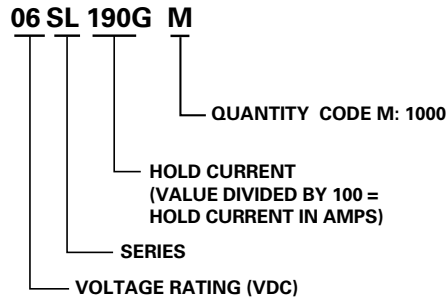 06 SL 190G M
QUANTITY CODE M: 1000
HOLD CURRENT
(VALUE DIVIDED BY 100 =
HOLD CURRENT IN AMPS)
SERIES
VOLTAGE RATING (VDC)